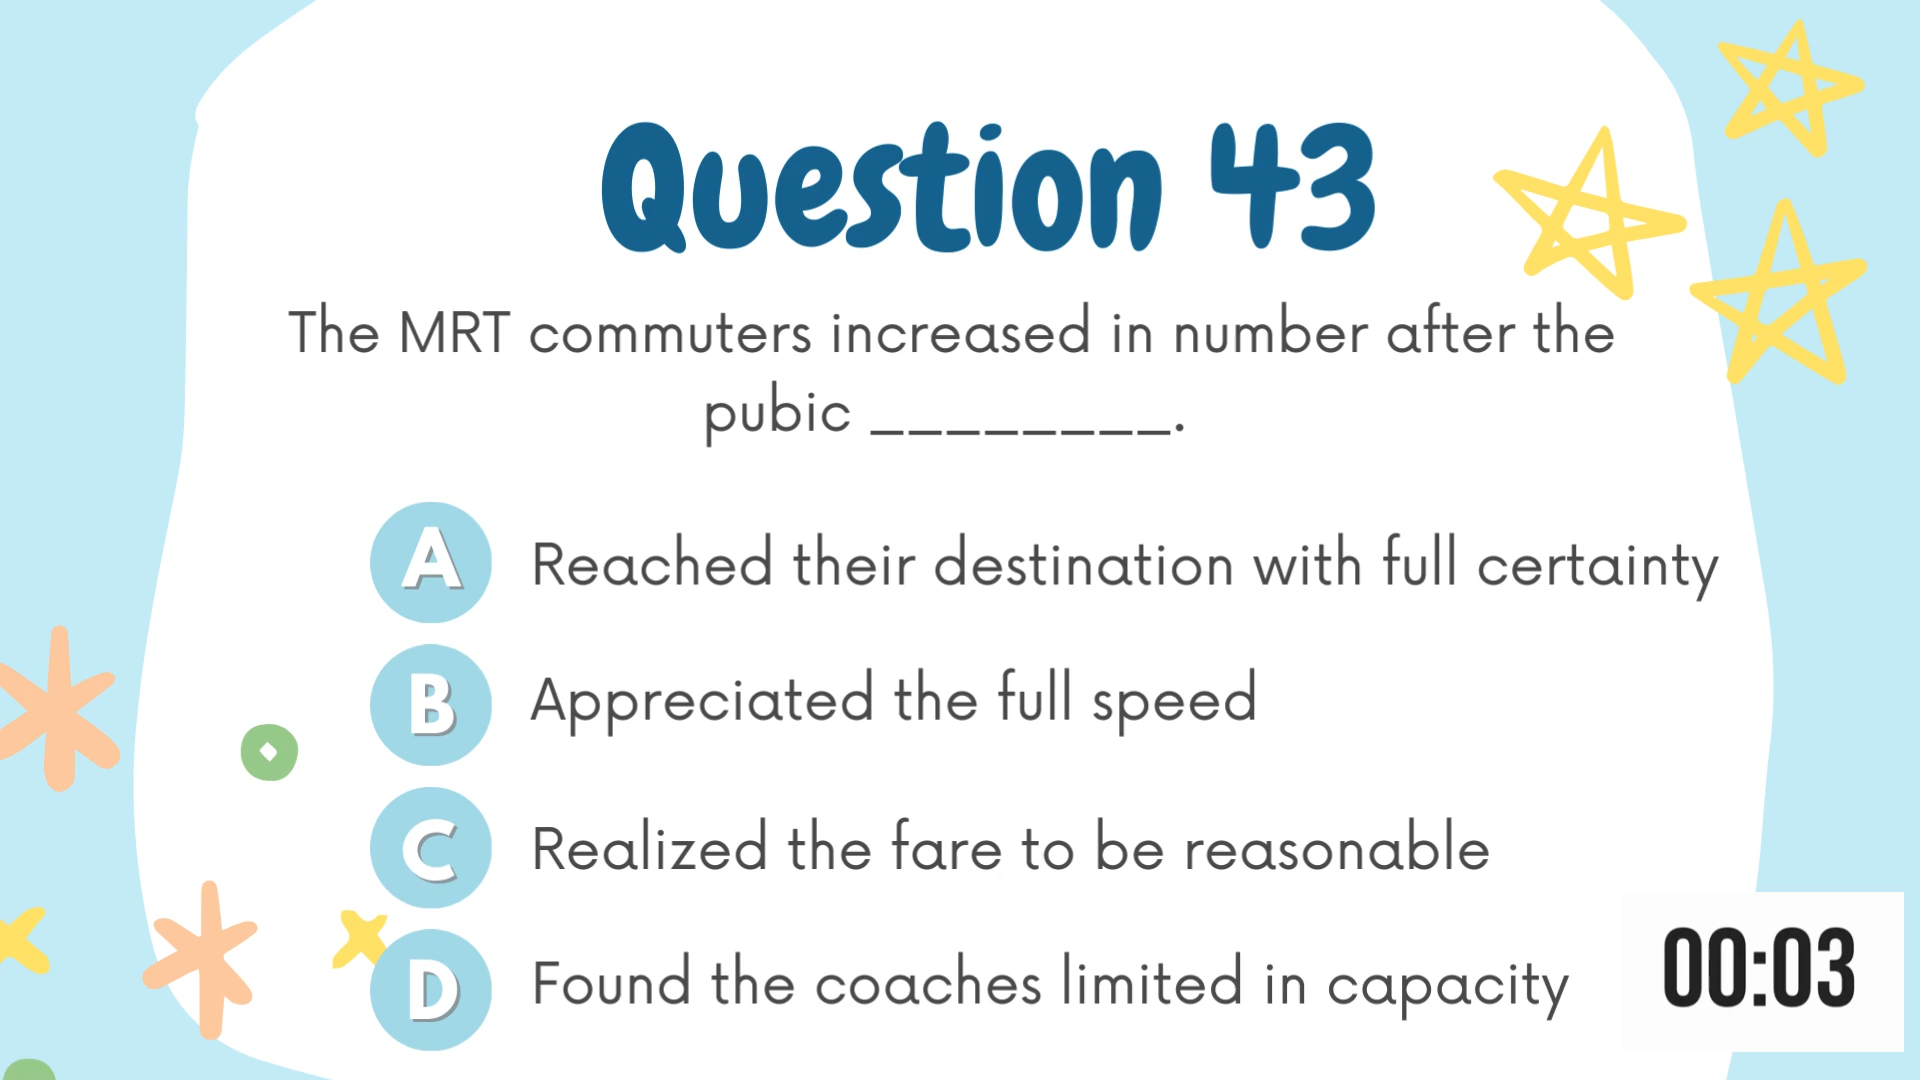 Question 43
The MRT commuters increased in number after the
pubic ________.
A Reached their destination with full certainty
B Appreciated the full speed
C Realized the fare to be reasonable
D Found the coaches limited in capacity
00:03